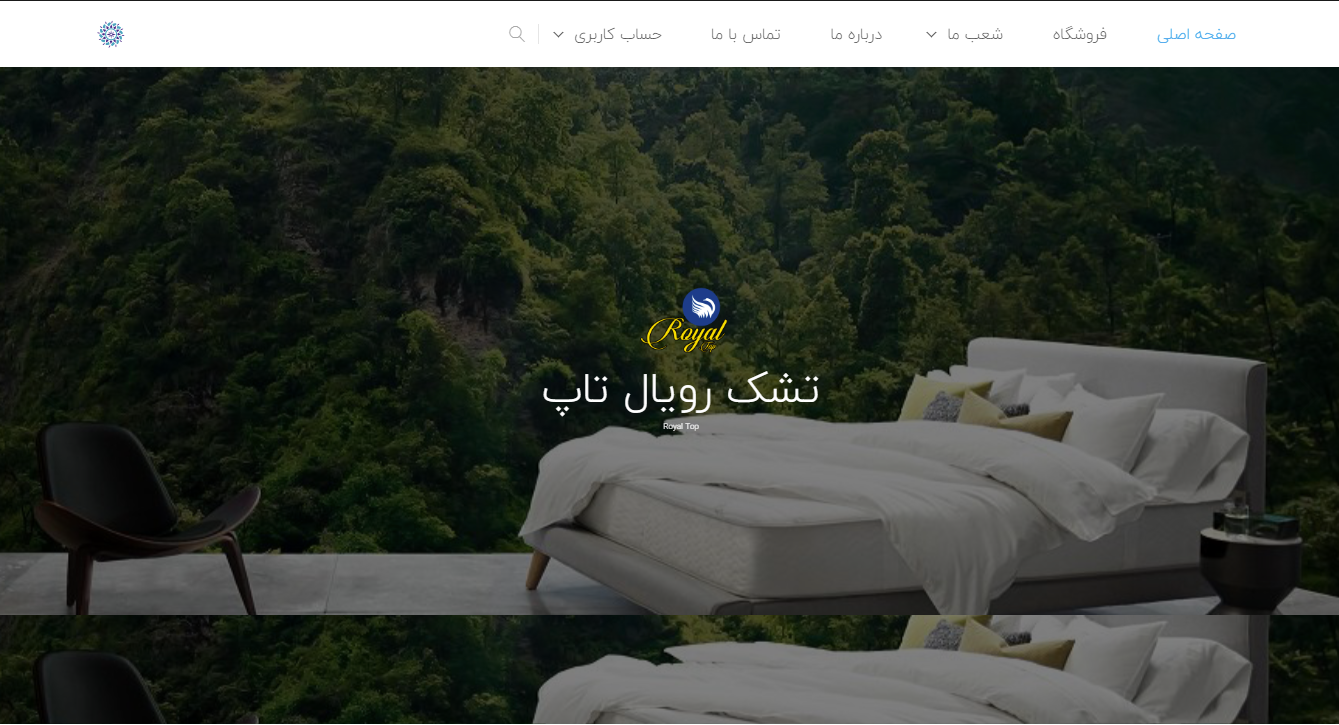 صفحه اصلی فروشگاه شعب ما درباره ما تماس با ما حساب کاربری
Royal
Top
تشک رویال تاپ
Royal Top